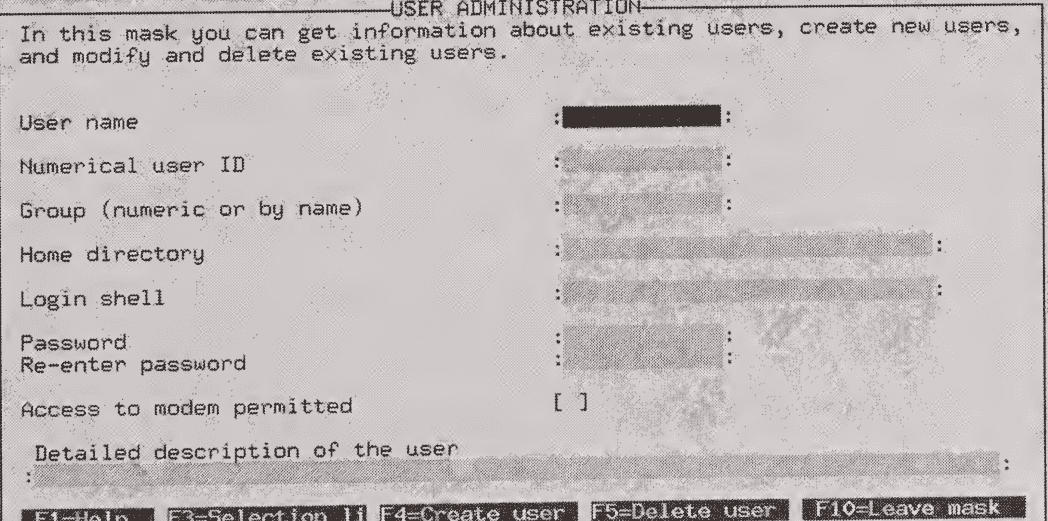 USER ADMINISTRATION
In this mask you can get information about existing users, create new users,
and modify and delete existing users.
User name : :
Numerical user ID : :
Group (numeric or by name) : :
Home directory : :
Login shell : :
Password : :
Re-enter password : :
Access to modem permitted [ ]
Detailed description of the user
: :
F1=Help F3=Selection li F4=Create user F5=Delete user F10=Leave mask